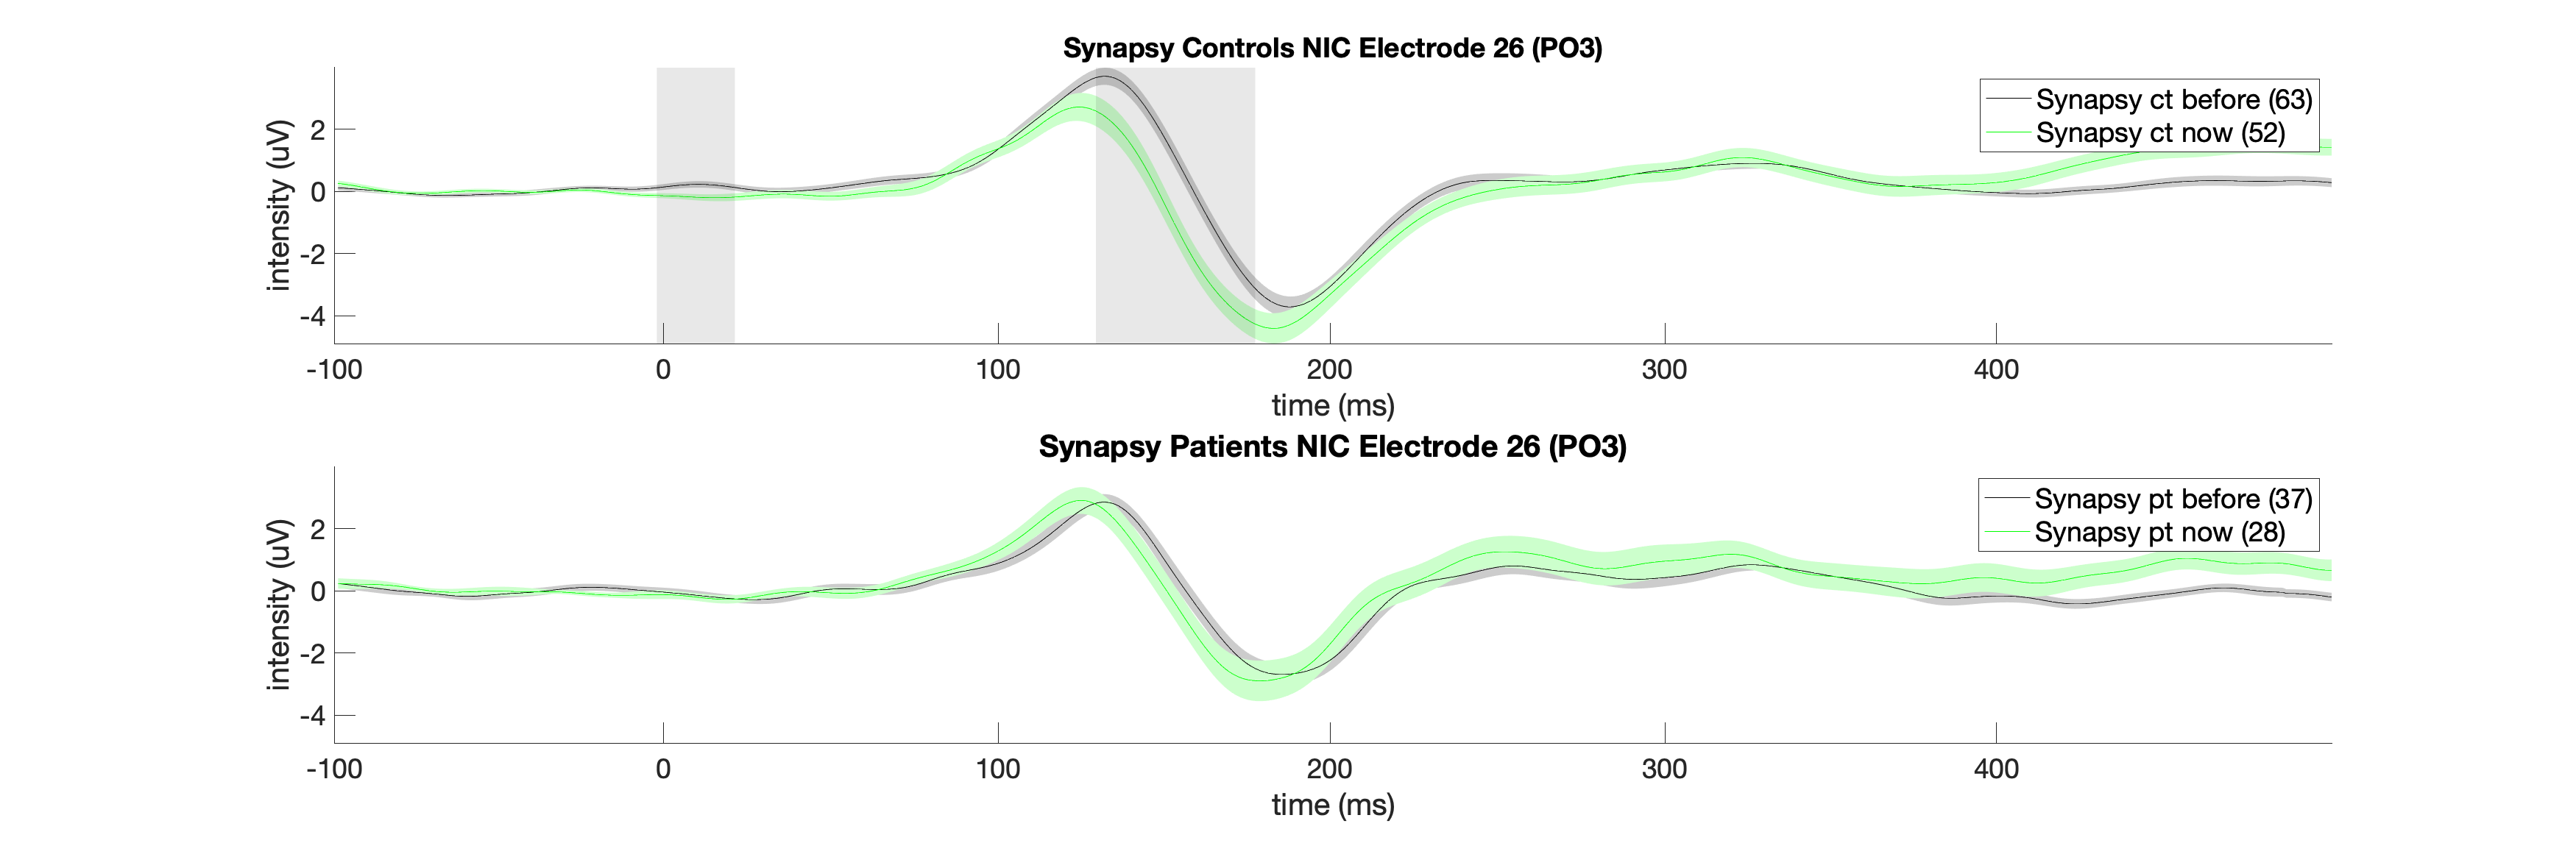 Synapsy Controls NIC Electrode 26 (PO3)
Synapsy ct before (63)
Synapsy ct now (52)
intensity (uV)
2
0
-2
-4
-100
0
100
200
300
400
time (ms)
Synapsy Patients NIC Electrode 26 (PO3)
Synapsy pt before (37)
Synapsy pt now (28)
intensity (uV)
2
0
-2
-4
-100
0
100
200
300
400
time (ms)